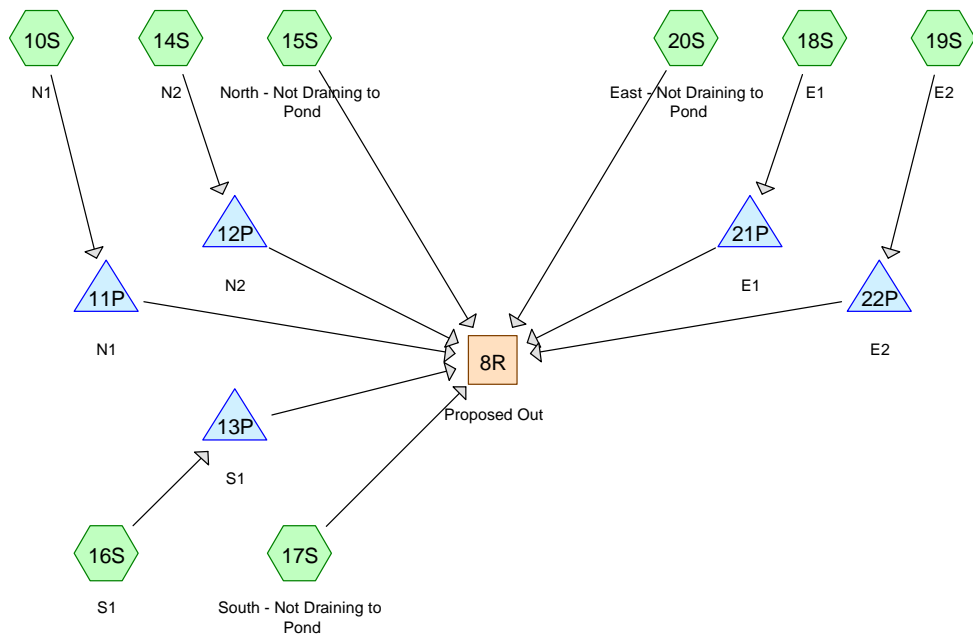 10S
14S
15S
20S
18S
19S
N1
N2
North - Not Draining to
Pond
East - Not Draining to
Pond
E1
E2
12P
21P
N2
E1
11P
22P
N1
E2
8R
Proposed Out
13P
S1
16S
17S
S1
South - Not Draining to
Pond